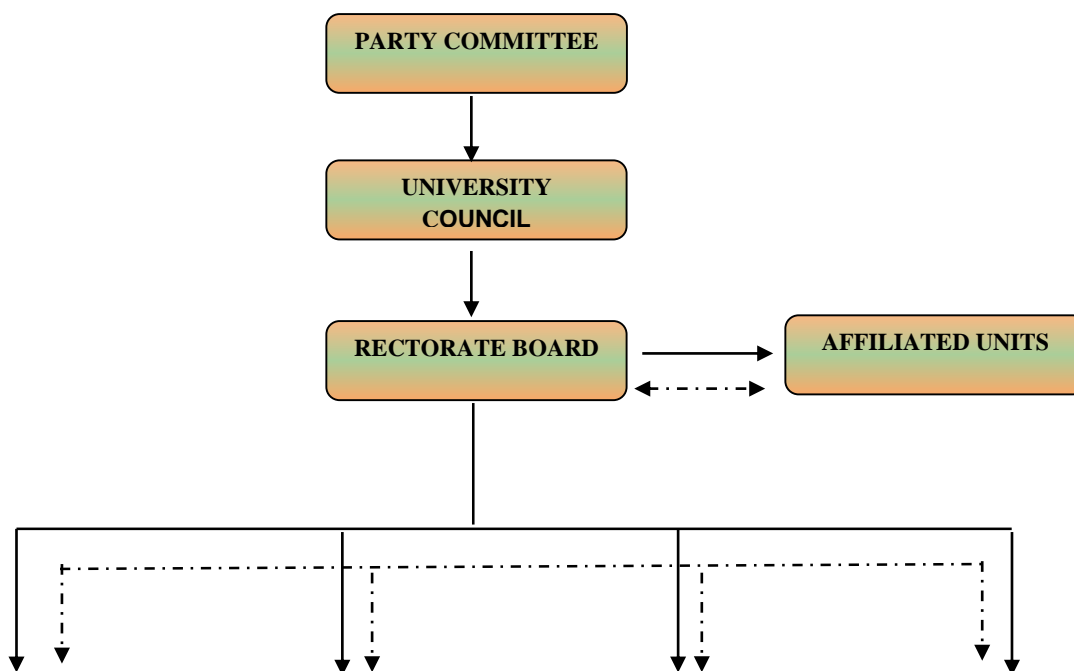 PARTY COMMITTEE
UNIVERSITY
COUNCIL
RECTORATE BOARD
AFFILIATED UNITS